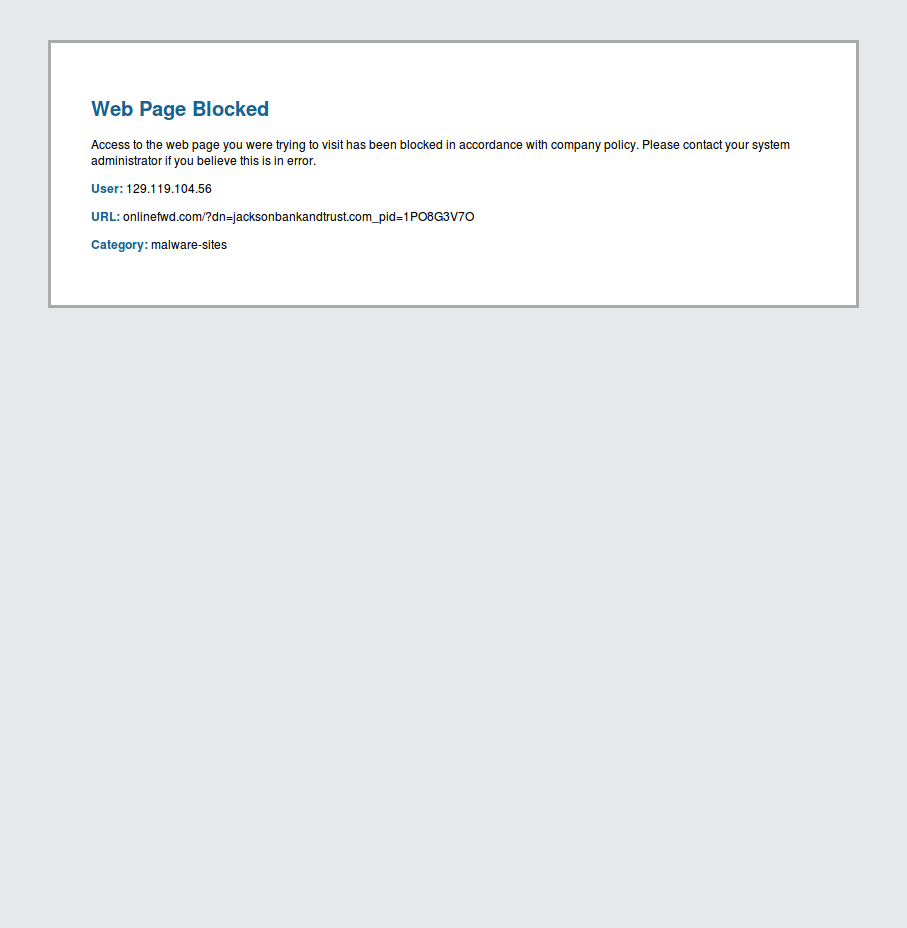 Web Page Blocked
Access to the web page you were trying to visit has been blocked in accordance with company policy. Please contact your system
administrator if you believe this is in error.
User: 129.119.104.56
URL: onlinefwd.com/?dn=jacksonbankandtrust.com_pid=1PO8G3V7O
Category: malware-sites